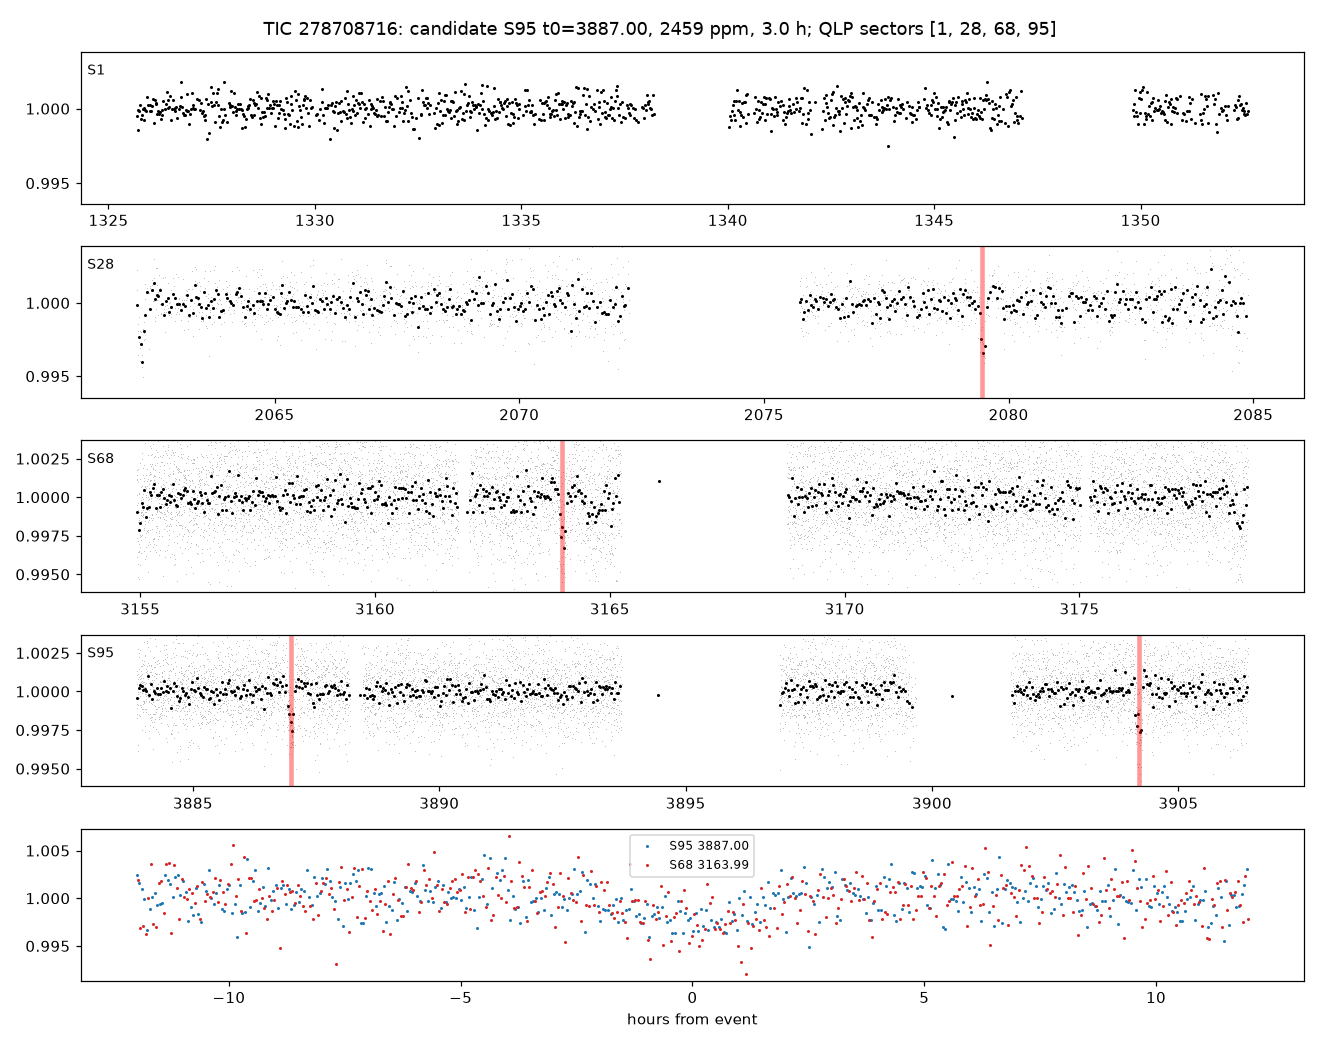 TIC 278708716: candidate S95 t0=3887.00, 2459 ppm, 3.0 h; QLP sectors [1, 28, 68, 95]
S1
1.000
0.995
1325 1330 1335 1340 1345 1350
S28
1.000
0.995
2065 2070 2075 2080 2085
S68
1.0025
1.0000
0.9975
0.9950
3155 3160 3165 3170 3175
S95
1.0025
1.0000
0.9975
0.9950
3885 3890 3895 3900 3905
S95 3887.00
S68 3163.99
1.005
1.000
0.995
−10 −5 0 5 10
hours from event